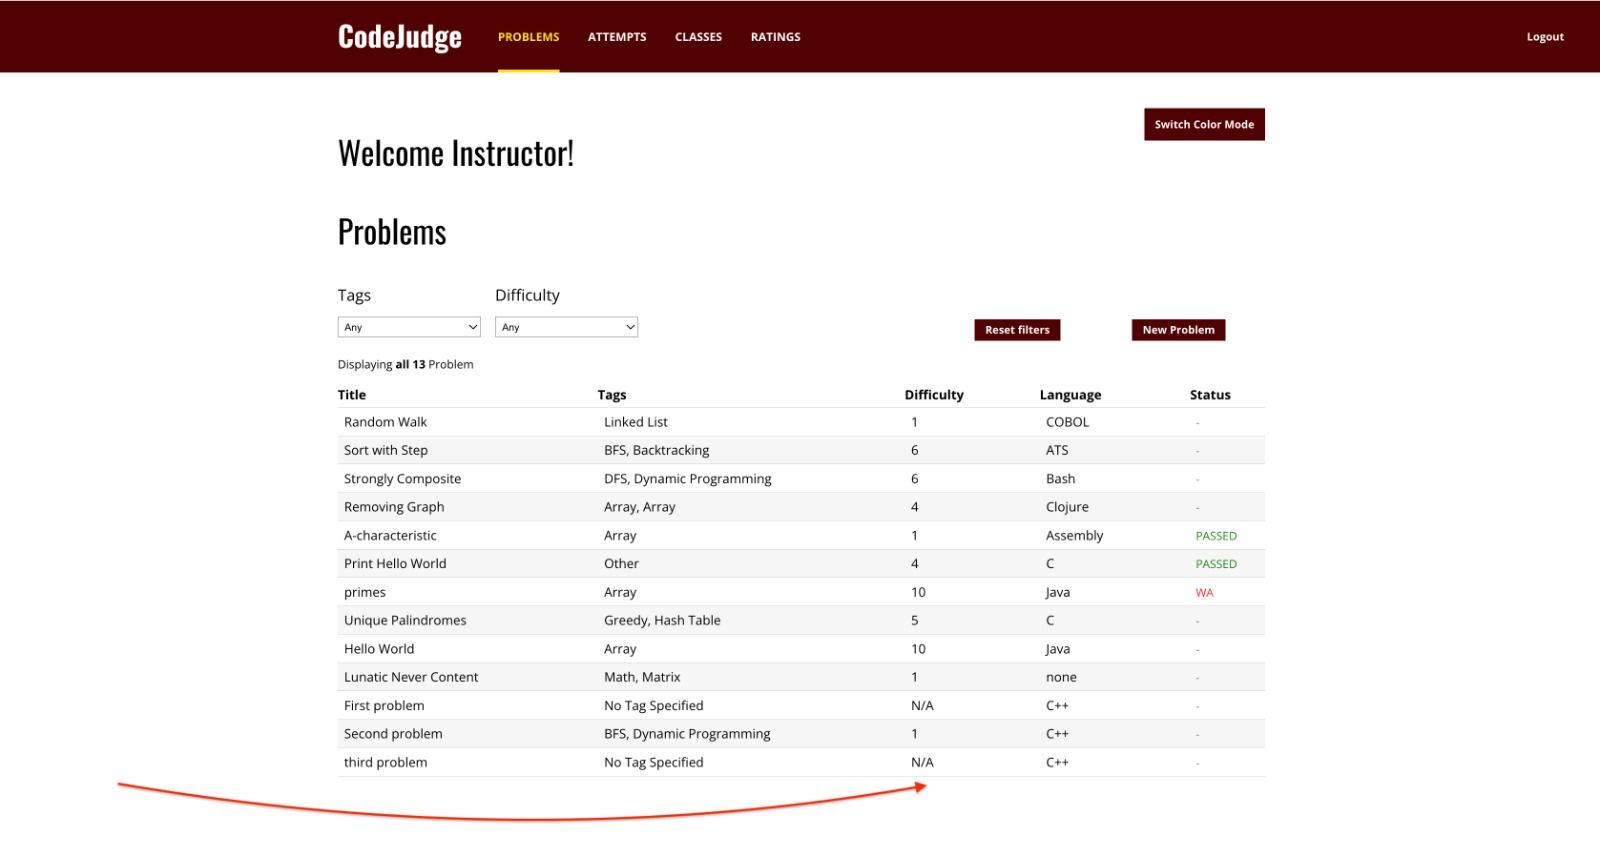 CodeJudge PROBLEMS ATTEMPTS CLASSES RATINGS Logout
Switch Color Mode
Welcome Instructor!
Problems
Tags Difficulty
Any Any Reset filters New Problem
Displaying all 13 Problem
Title Tags Difficulty Language Status
Random Walk Linked List 1 COBOL -
Sort with Step BFS, Backtracking 6 ATS -
Strongly Composite DFS, Dynamic Programming 6 Bash -
Removing Graph Array, Array 4 Clojure -
A-characteristic Array 1 Assembly PASSED
Print Hello World Other 4 C PASSED
primes Array 10 Java WA
Unique Palindromes Greedy, Hash Table 5 C -
Hello World Array 10 Java -
Lunatic Never Content Math, Matrix 1 none -
First problem No Tag Specified N/A C++ -
Second problem BFS, Dynamic Programming 1 C++ -
third problem No Tag Specified N/A C++ -